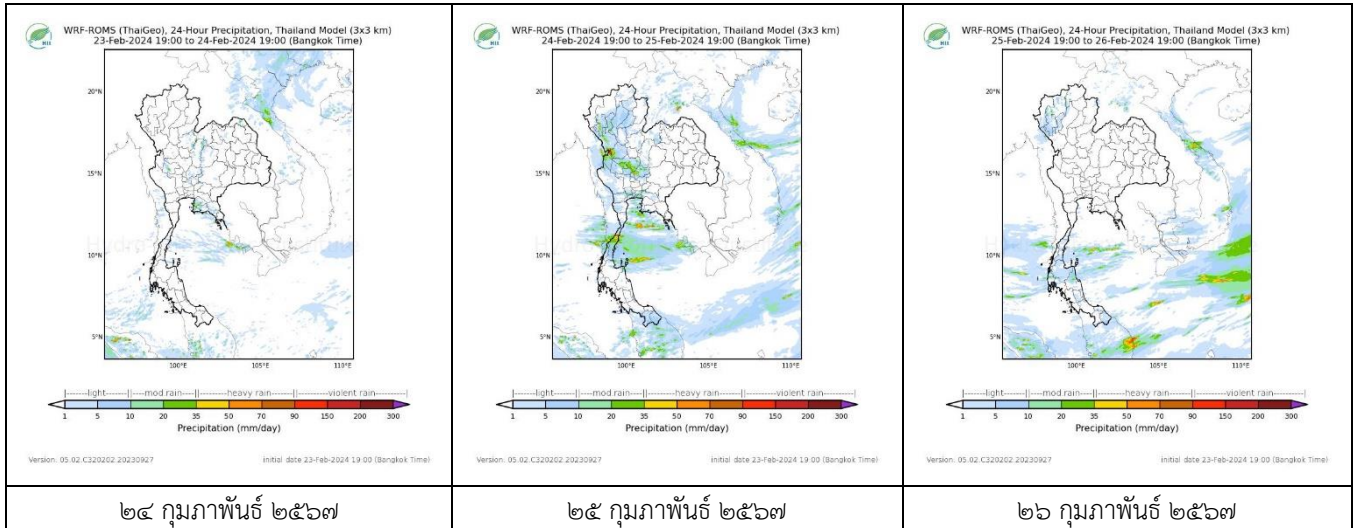 WRF-ROMS (ThaiGeo), 24-Hour Precipitation, Thailand Model (3x3 km)
23-Feb-2024 19:00 to 24-Feb-2024 19:00 (Bangkok Time)
20°N
15°N
10°N
5°N
100°E 105°E 110°E
light mod rain heavy rain violent rain
1 5 10 20 35 50 70 90 150 200 300
Precipitation (mm/day)
Version: 05.02.C320202.20230927 initial date 23-Feb-2024 19:00 (Bangkok Time)
๒๔ กุมภาพันธ์ ๒๕๖๗
WRF-ROMS (ThaiGeo), 24-Hour Precipitation, Thailand Model (3x3 km)
24-Feb-2024 19:00 to 25-Feb-2024 19:00 (Bangkok Time)
20°N
15°N
10°N
5°N
100°E 105°E 110°E
light mod rain heavy rain violent rain
1 5 10 20 35 50 70 90 150 200 300
Precipitation (mm/day)
Version: 05.02.C320202.20230927 initial date 23-Feb-2024 19:00 (Bangkok Time)
๒๕ กุมภาพันธ์ ๒๕๖๗
WRF-ROMS (ThaiGeo), 24-Hour Precipitation, Thailand Model (3x3 km)
25-Feb-2024 19:00 to 26-Feb-2024 19:00 (Bangkok Time)
20°N
15°N
10°N
5°N
100°E 105°E 110°E
light mod rain heavy rain violent rain
1 5 10 20 35 50 70 90 150 200 300
Precipitation (mm/day)
Version: 05.02.C320202.20230927 initial date 23-Feb-2024 19:00 (Bangkok Time)
๒๖ กุมภาพันธ์ ๒๕๖๗